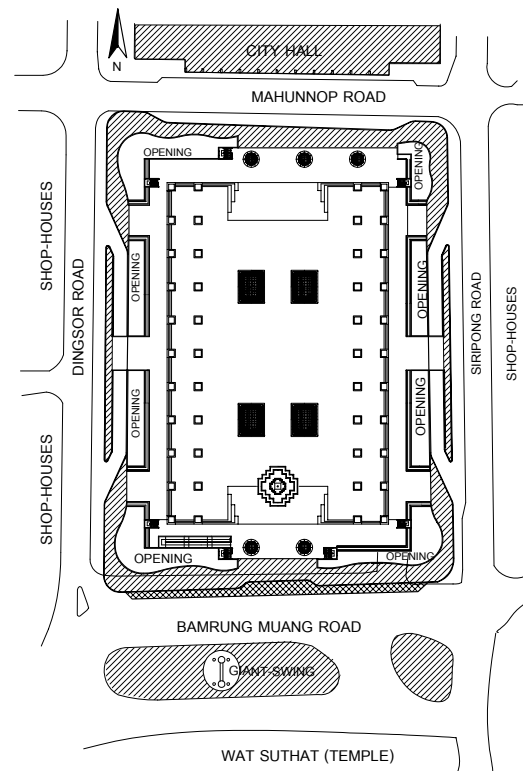 CITY HALL
N
MAHUNNOP ROAD
OPENING
OPENING
SHOP-HOUSES
DINGSOR ROAD
OPENING
OPENING
SIRIPONG ROAD
SHOP-HOUSES
OPENING
OPENING
SHOP-HOUSES
OPENING
OPENING
BAMRUNG MUANG ROAD
GIANT-SWING
WAT SUTHAT (TEMPLE)